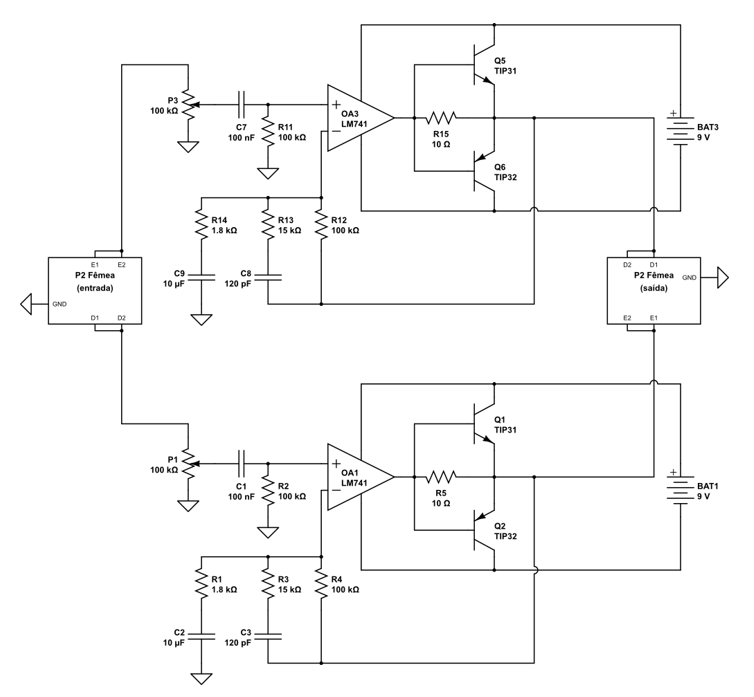 Q5
TIP31
P3
100 kΩ
C7
100 nF
R11
100 kΩ
+
−
OA3
LM741
R15
10 Ω
+
BAT3
9 V
Q6
TIP32
R14
1.8 kΩ
R13
15 kΩ
R12
100 kΩ
C9
10 µF
C8
120 pF
E1 E2
P2 Fêmea
(entrada)
GND
D1 D2
D2 D1
P2 Fêmea
(saída)
GND
E2 E1
Q1
TIP31
P1
100 kΩ
C1
100 nF
R2
100 kΩ
+
−
OA1
LM741
R5
10 Ω
+
BAT1
9 V
Q2
TIP32
R1
1.8 kΩ
R3
15 kΩ
R4
100 kΩ
C2
10 µF
C3
120 pF